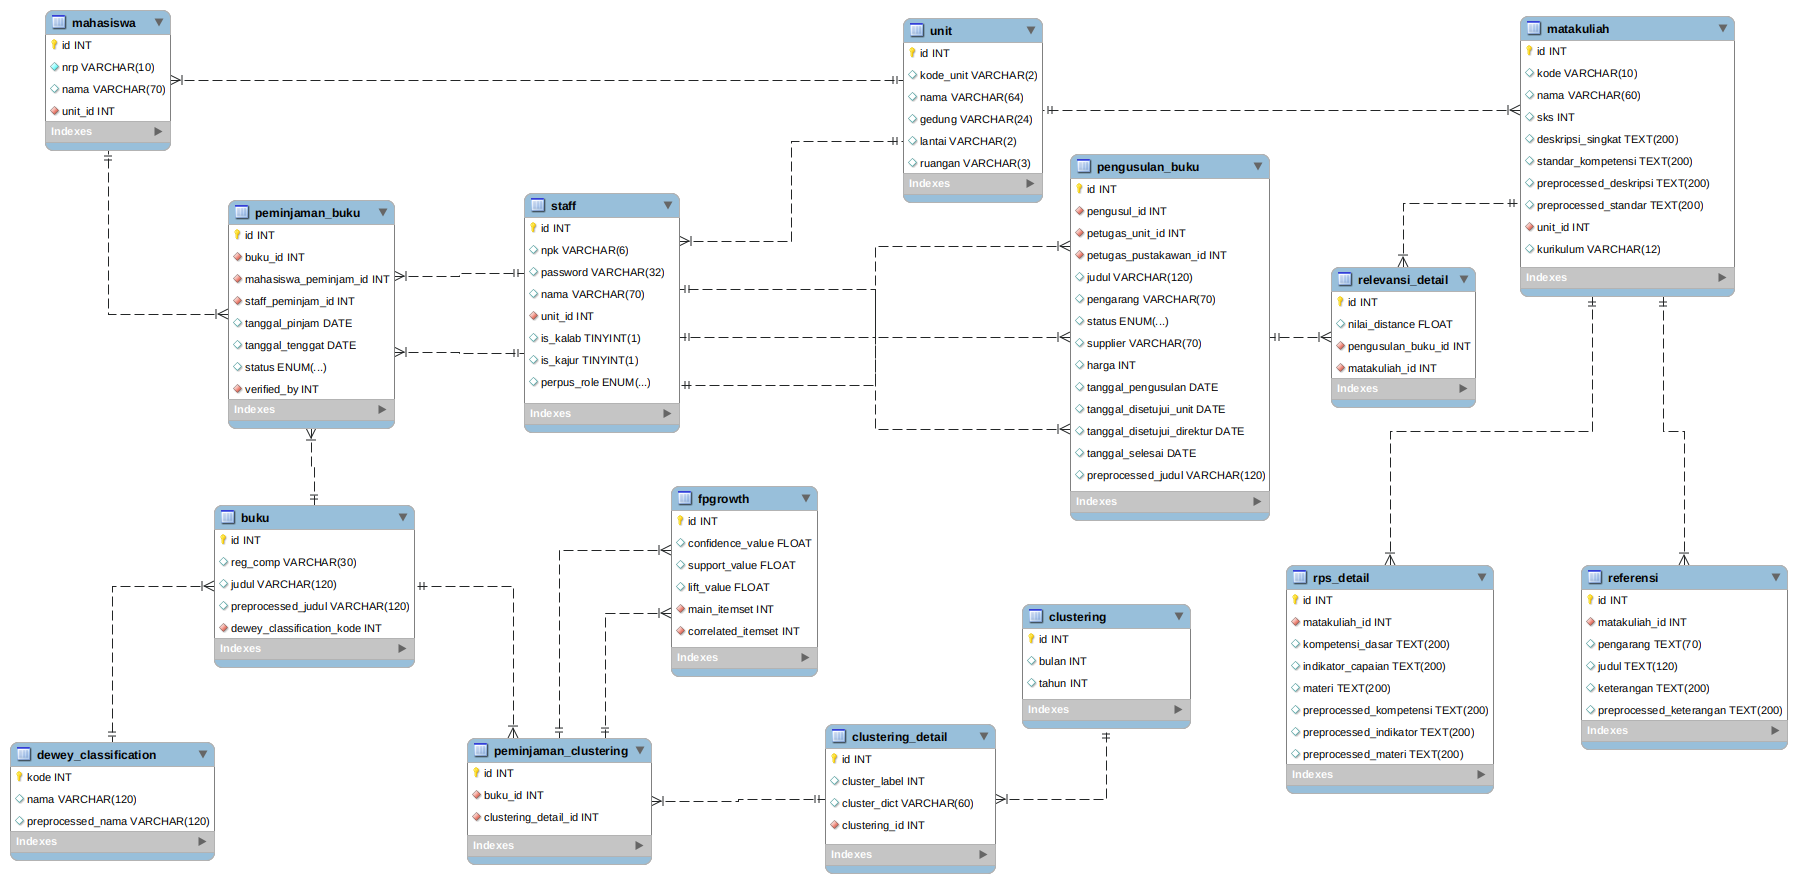 mahasiswa
id INT
nrp VARCHAR(10)
nama VARCHAR(70)
unit_id INT
Indexes
unit
id INT
kode_unit VARCHAR(2)
nama VARCHAR(64)
gedung VARCHAR(24)
lantai VARCHAR(2)
ruangan VARCHAR(3)
Indexes
matakuliah
id INT
kode VARCHAR(10)
nama VARCHAR(60)
sks INT
deskripsi_singkat TEXT(200)
standar_kompetensi TEXT(200)
preprocessed_deskripsi TEXT(200)
preprocessed_standar TEXT(200)
unit_id INT
kurikulum VARCHAR(12)
Indexes
peminjaman_buku
id INT
buku_id INT
mahasiswa_peminjam_id INT
staff_peminjam_id INT
tanggal_pinjam DATE
tanggal_tenggat DATE
status ENUM(...)
verified_by INT
Indexes
staff
id INT
npk VARCHAR(6)
password VARCHAR(32)
nama VARCHAR(70)
unit_id INT
is_kalab TINYINT(1)
is_kajur TINYINT(1)
perpus_role ENUM(...)
Indexes
pengusulan_buku
id INT
pengusul_id INT
petugas_unit_id INT
petugas_pustakawan_id INT
judul VARCHAR(120)
pengarang VARCHAR(70)
status ENUM(...)
supplier VARCHAR(70)
harga INT
tanggal_pengusulan DATE
tanggal_disetujui_unit DATE
tanggal_disetujui_direktur DATE
tanggal_selesai DATE
preprocessed_judul VARCHAR(120)
Indexes
relevansi_detail
id INT
nilai_distance FLOAT
pengusulan_buku_id INT
matakuliah_id INT
Indexes
buku
id INT
reg_comp VARCHAR(30)
judul VARCHAR(120)
preprocessed_judul VARCHAR(120)
dewey_classification_kode INT
Indexes
fpgrowth
id INT
confidence_value FLOAT
support_value FLOAT
lift_value FLOAT
main_itemset INT
correlated_itemset INT
Indexes
clustering
id INT
bulan INT
tahun INT
Indexes
rps_detail
id INT
matakuliah_id INT
kompetensi_dasar TEXT(200)
indikator_capaian TEXT(200)
materi TEXT(200)
preprocessed_kompetensi TEXT(200)
preprocessed_indikator TEXT(200)
preprocessed_materi TEXT(200)
Indexes
referensi
id INT
matakuliah_id INT
pengarang TEXT(70)
judul TEXT(120)
keterangan TEXT(200)
preprocessed_keterangan TEXT(200)
Indexes
dewey_classification
kode INT
nama VARCHAR(120)
preprocessed_nama VARCHAR(120)
Indexes
peminjaman_clustering
id INT
buku_id INT
clustering_detail_id INT
Indexes
clustering_detail
id INT
cluster_label INT
cluster_dict VARCHAR(60)
clustering_id INT
Indexes